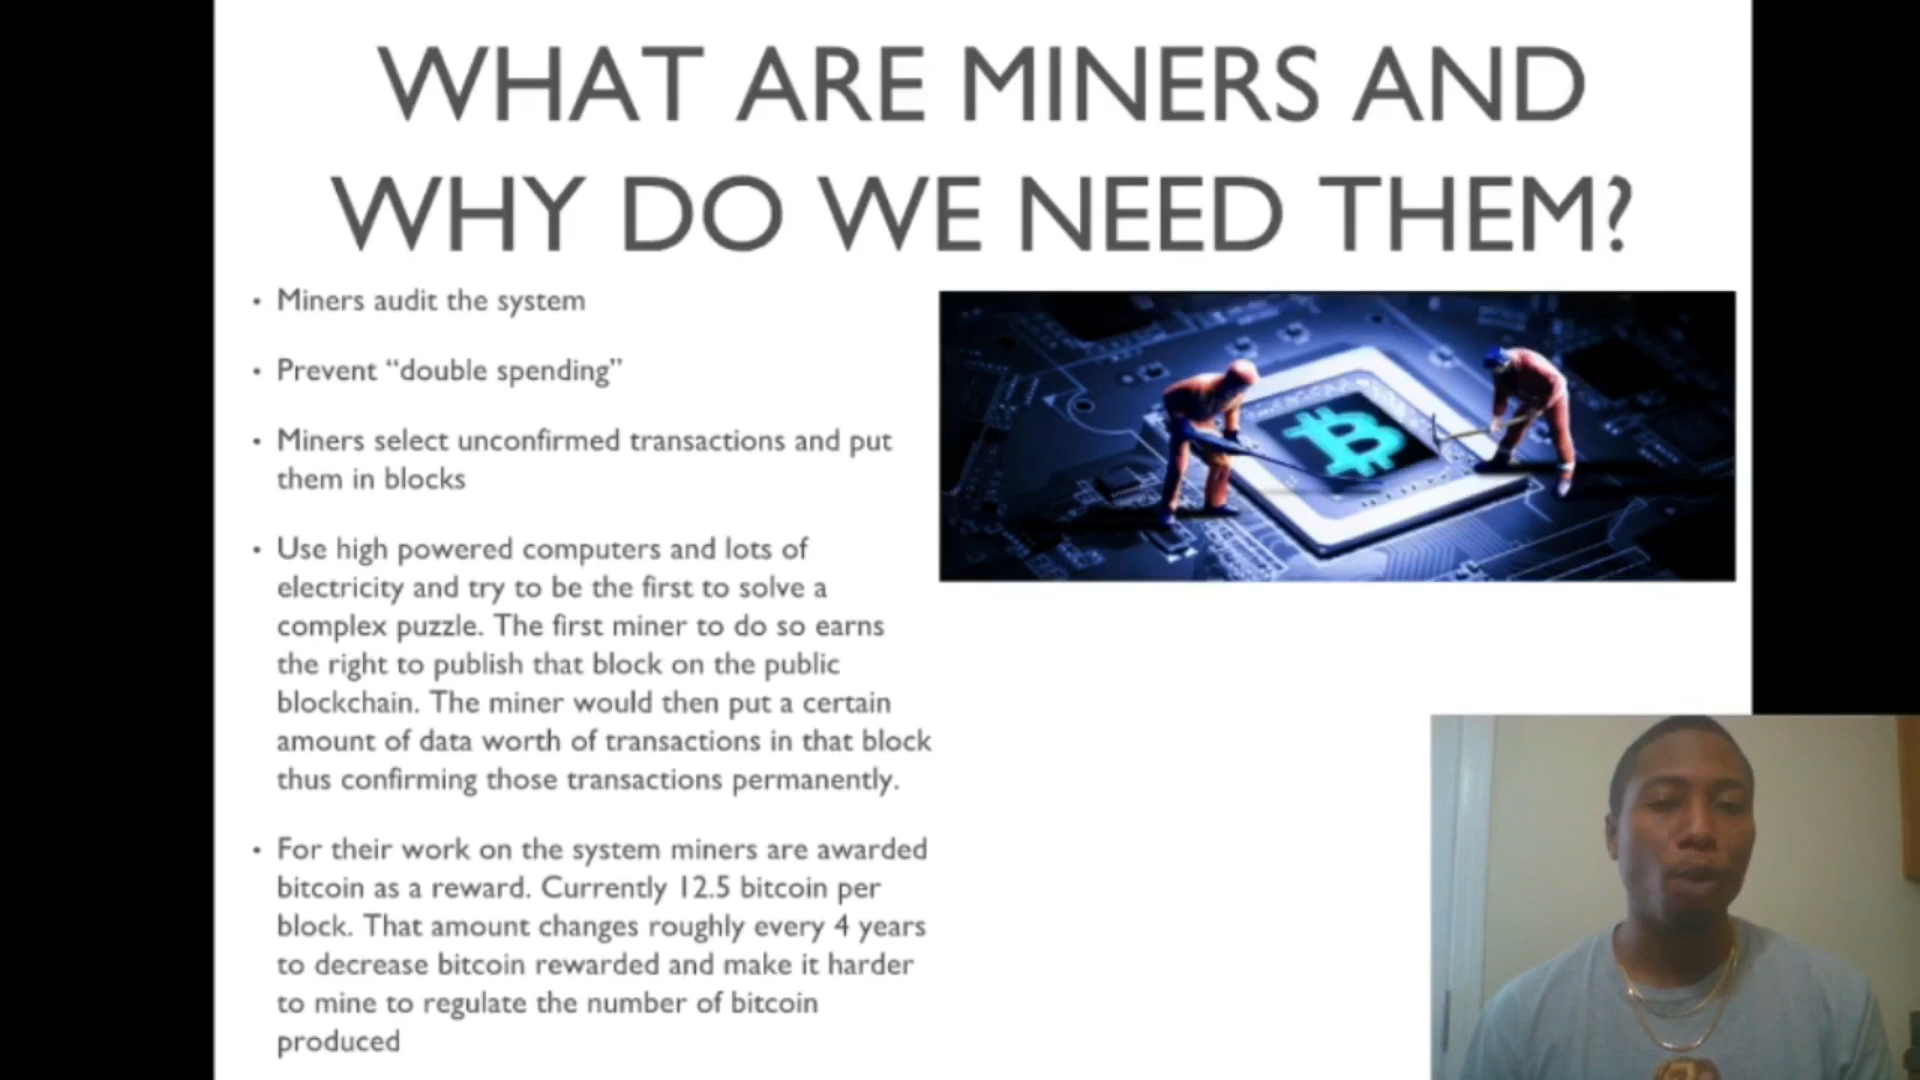 WHAT ARE MINERS AND
WHY DO WE NEED THEM?
• Miners audit the system
• Prevent “double spending”
• Miners select unconfirmed transactions and put
them in blocks
• Use high powered computers and lots of
electricity and try to be the first to solve a
complex puzzle. The first miner to do so earns
the right to publish that block on the public
blockchain. The miner would then put a certain
amount of data worth of transactions in that block
thus confirming those transactions permanently.
• For their work on the system miners are awarded
bitcoin as a reward. Currently 12.5 bitcoin per
block. That amount changes roughly every 4 years
to decrease bitcoin rewarded and make it harder
to mine to regulate the number of bitcoin
produced